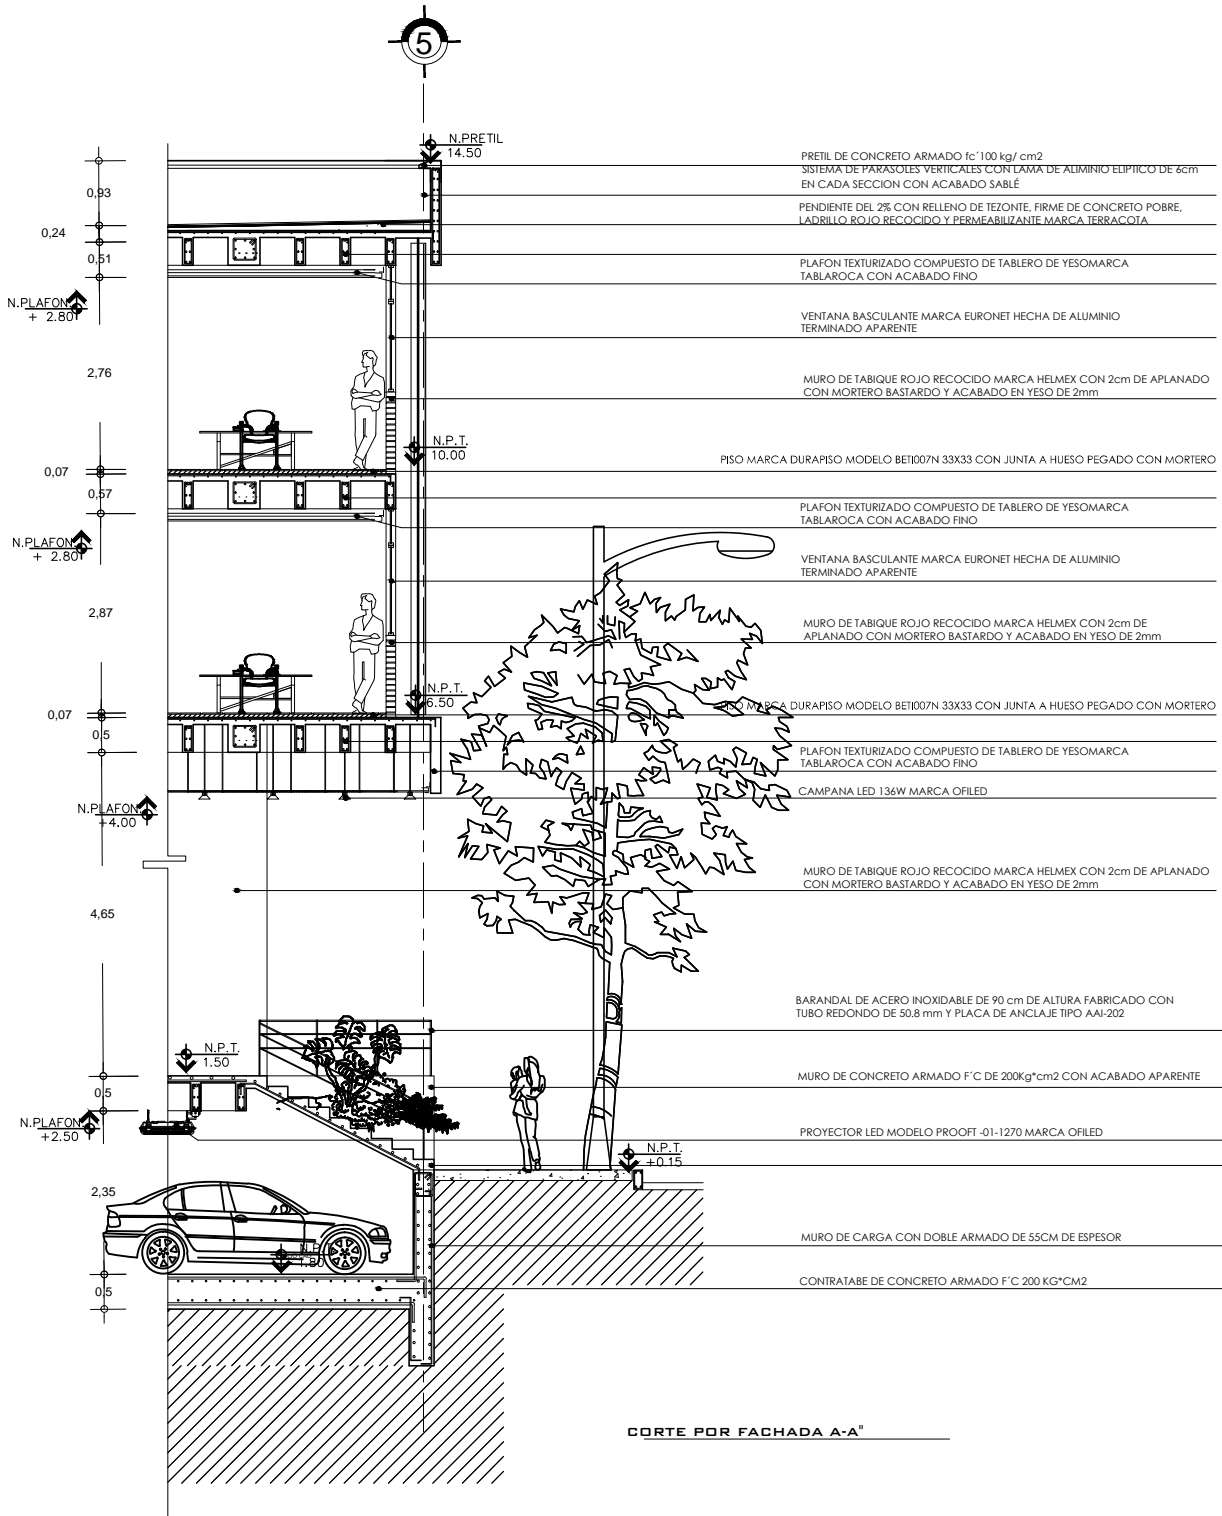 5
N.PRETIL
14.50
PRETIL DE CONCRETO ARMADO fc´100 kg/ cm2
SISTEMA DE PARASOLES VERTICALES CON LAMA DE ALIMINIO ELIPTICO DE 6cm
EN CADA SECCION CON ACABADO SABLÉ
0,93
PENDIENTE DEL 2% CON RELLENO DE TEZONTE, FIRME DE CONCRETO POBRE,
LADRILLO ROJO RECOCIDO Y PERMEABILIZANTE MARCA TERRACOTA
0,24
0,51
PLAFON TEXTURIZADO COMPUESTO DE TABLERO DE YESOMARCA
TABLAROCA CON ACABADO FINO
N.PLAFON
+ 2.80
VENTANA BASCULANTE MARCA EURONET HECHA DE ALUMINIO
TERMINADO APARENTE
2,76
MURO DE TABIQUE ROJO RECOCIDO MARCA HELMEX CON 2cm DE APLANADO
CON MORTERO BASTARDO Y ACABADO EN YESO DE 2mm
N.P.T.
10.00
PISO MARCA DURAPISO MODELO BETI007N 33X33 CON JUNTA A HUESO PEGADO CON MORTERO
0,07
0,57
PLAFON TEXTURIZADO COMPUESTO DE TABLERO DE YESOMARCA
TABLAROCA CON ACABADO FINO
N.PLAFON
+ 2.80
VENTANA BASCULANTE MARCA EURONET HECHA DE ALUMINIO
TERMINADO APARENTE
2,87
MURO DE TABIQUE ROJO RECOCIDO MARCA HELMEX CON 2cm DE
APLANADO CON MORTERO BASTARDO Y ACABADO EN YESO DE 2mm
N.P.T.
6.50
PISO MARCA DURAPISO MODELO BETI007N 33X33 CON JUNTA A HUESO PEGADO CON MORTERO
0,07
0,5
PLAFON TEXTURIZADO COMPUESTO DE TABLERO DE YESOMARCA
TABLAROCA CON ACABADO FINO
CAMPANA LED 136W MARCA OFILED
N.PLAFON
+4.00
MURO DE TABIQUE ROJO RECOCIDO MARCA HELMEX CON 2cm DE APLANADO
CON MORTERO BASTARDO Y ACABADO EN YESO DE 2mm
4,65
BARANDAL DE ACERO INOXIDABLE DE 90 cm DE ALTURA FABRICADO CON
TUBO REDONDO DE 50.8 mm Y PLACA DE ANCLAJE TIPO AAI-202
N.P.T.
1.50
MURO DE CONCRETO ARMADO F´C DE 200Kg*cm2 CON ACABADO APARENTE
0,5
N.PLAFON
+2.50
PROYECTOR LED MODELO PROOFT -01-1270 MARCA OFILED
N.P.T.
+0.15
2,35
MURO DE CARGA CON DOBLE ARMADO DE 55CM DE ESPESOR
N.P.T.
1.80
CONTRATABE DE CONCRETO ARMADO F´C 200 KG*CM2
0,5
CORTE POR FACHADA A-A"